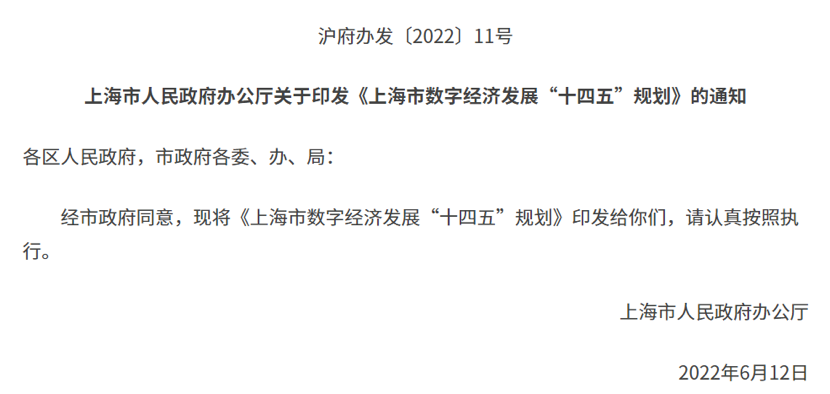 沪府办发〔2022〕11号
上海市人民政府办公厅关于印发《上海市数字经济发展“十四五”规划》的通知
各区人民政府，市政府各委、办、局：
经市政府同意，现将《上海市数字经济发展“十四五”规划》印发给你们，请认真按照执
行。
上海市人民政府办公厅
2022年6月12日